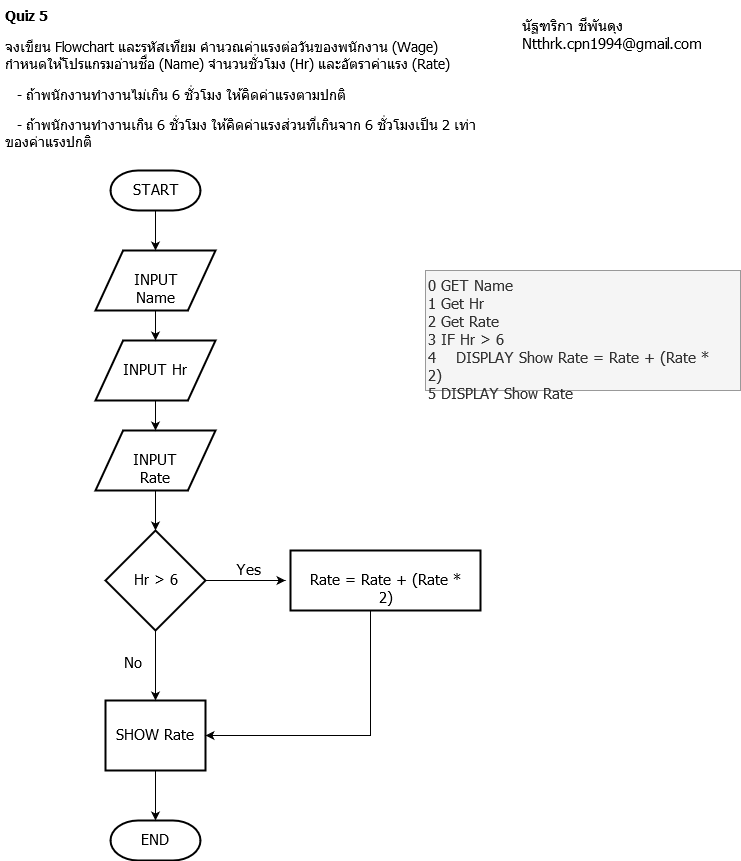 Quiz 5
จงเขียน Flowchart และรหัสเทียม คำนวณค่าแรงต่อวันของพนักงาน (Wage)
กำหนดให้โปรแกรมอ่านชื่อ (Name) จำนวนชั่วโมง (Hr) และอัตราค่าแรง (Rate)
- ถ้าพนักงานทำงานไม่เกิน 6 ชั่วโมง ให้คิดค่าแรงตามปกติ
- ถ้าพนักงานทำงานเกิน 6 ชั่วโมง ให้คิดค่าแรงส่วนที่เกินจาก 6 ชั่วโมงเป็น 2 เท่า
ของค่าแรงปกติ
นัฐฑริกา ชีพันดุง
Ntthrk.cpn1994@gmail.com
START
INPUT
Name
INPUT Hr
INPUT
Rate
Hr > 6
Yes
Rate = Rate + (Rate *
2)
No
SHOW Rate
END
0 GET Name
1 Get Hr
2 Get Rate
3 IF Hr > 6
4    DISPLAY Show Rate = Rate + (Rate *
2)
5 DISPLAY Show Rate